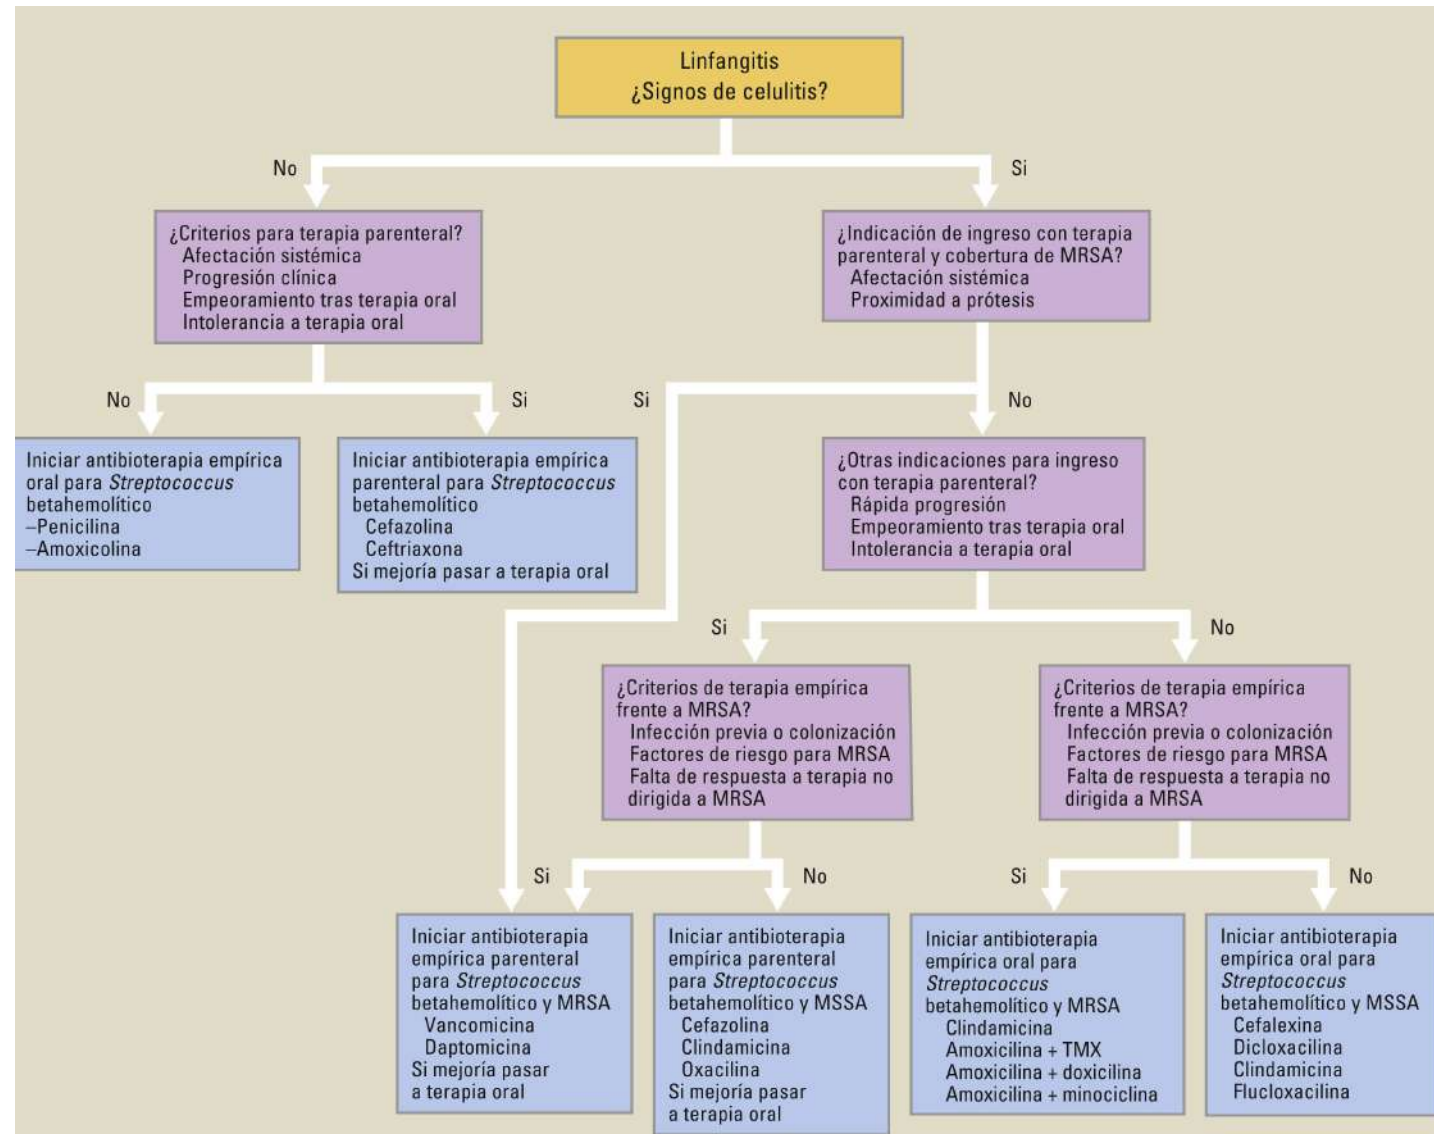 Linfangitis
¿Signos de celulitis?
No
Si
¿Criterios para terapia parenteral?
Afectación sistémica
Progresión clínica
Empeoramiento tras terapia oral
Intolerancia a terapia oral
¿Indicación de ingreso con terapia
parenteral y cobertura de MRSA?
Afectación sistémica
Proximidad a prótesis
No
Si
Si
No
Iniciar antibioterapia empírica
oral para Streptococcus
betahemolítico
–Penicilina
–Amoxicolina
Iniciar antibioterapia empírica
parenteral para Streptococcus
betahemolítico
Cefazolina
Ceftriaxona
Si mejoría pasar a terapia oral
¿Otras indicaciones para ingreso
con terapia parenteral?
Rápida progresión
Empeoramiento tras terapia oral
Intolerancia a terapia oral
Si
No
¿Criterios de terapia empírica
frente a MRSA?
Infección previa o colonización
Factores de riesgo para MRSA
Falta de respuesta a terapia no
dirigida a MRSA
¿Criterios de terapia empírica
frente a MRSA?
Infección previa o colonización
Factores de riesgo para MRSA
Falta de respuesta a terapia no
dirigida a MRSA
Si
No
Si
No
Iniciar antibioterapia
empírica parenteral
para Streptococcus
betahemolítico y MRSA
Vancomicina
Daptomicina
Si mejoría pasar
a terapia oral
Iniciar antibioterapia
empírica parenteral
para Streptococcus
betahemolítico y MSSA
Cefazolina
Clindamicina
Oxacilina
Si mejoría pasar
a terapia oral
Iniciar antibioterapia
empírica oral para
Streptococcus
betahemolítico y MRSA
Clindamicina
Amoxicilina + TMX
Amoxicilina + doxicilina
Amoxicilina + minociclina
Iniciar antibioterapia
empírica oral para
Streptococcus
betahemolítico y MSSA
Cefalexina
Dicloxacilina
Clindamicina
Flucloxacilina